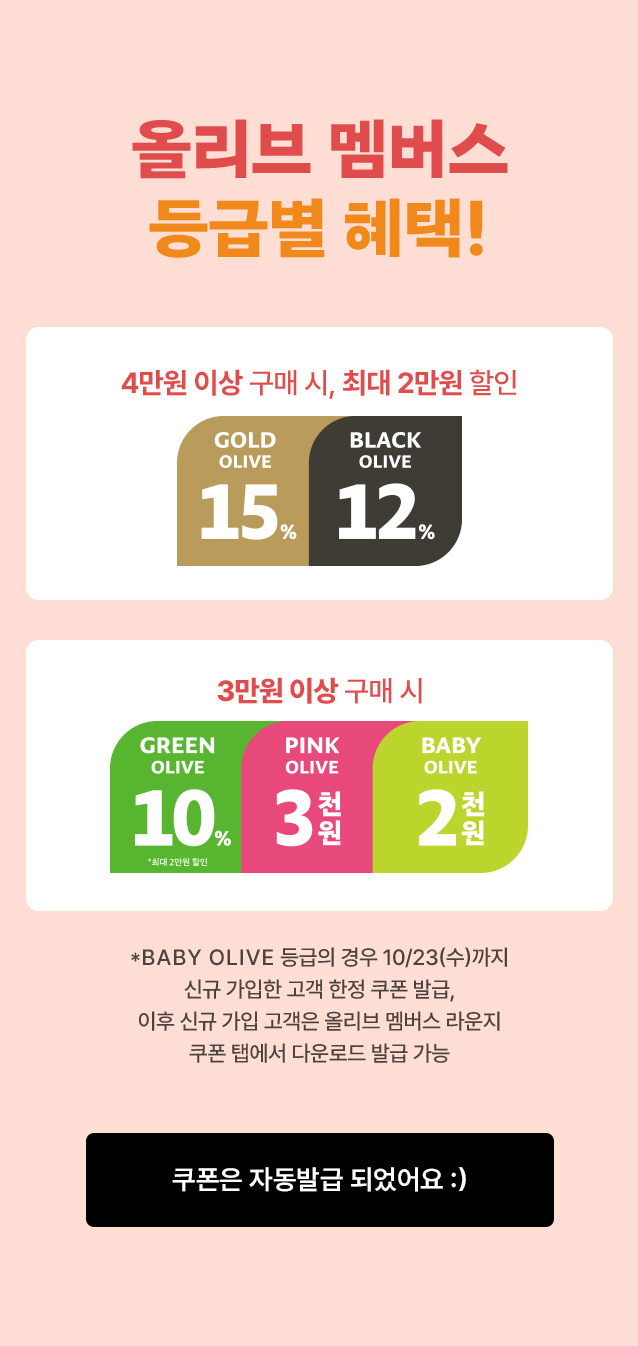 올리브 멤버스
등급별 혜택!
4만원 이상 구매 시, 최대 2만원 할인
GOLD
OLIVE
15%
BLACK
OLIVE
12%
3만원 이상 구매 시
GREEN
OLIVE
10%
*최대 2만원 할인
PINK
OLIVE
3천원
BABY
OLIVE
2천원
*BABY OLIVE 등급의 경우 10/23(수)까지
신규 가입한 고객 한정 쿠폰 발급,
이후 신규 가입 고객은 올리브 멤버스 라운지
쿠폰 탭에서 다운로드 발급 가능
쿠폰은 자동발급 되었어요 :)